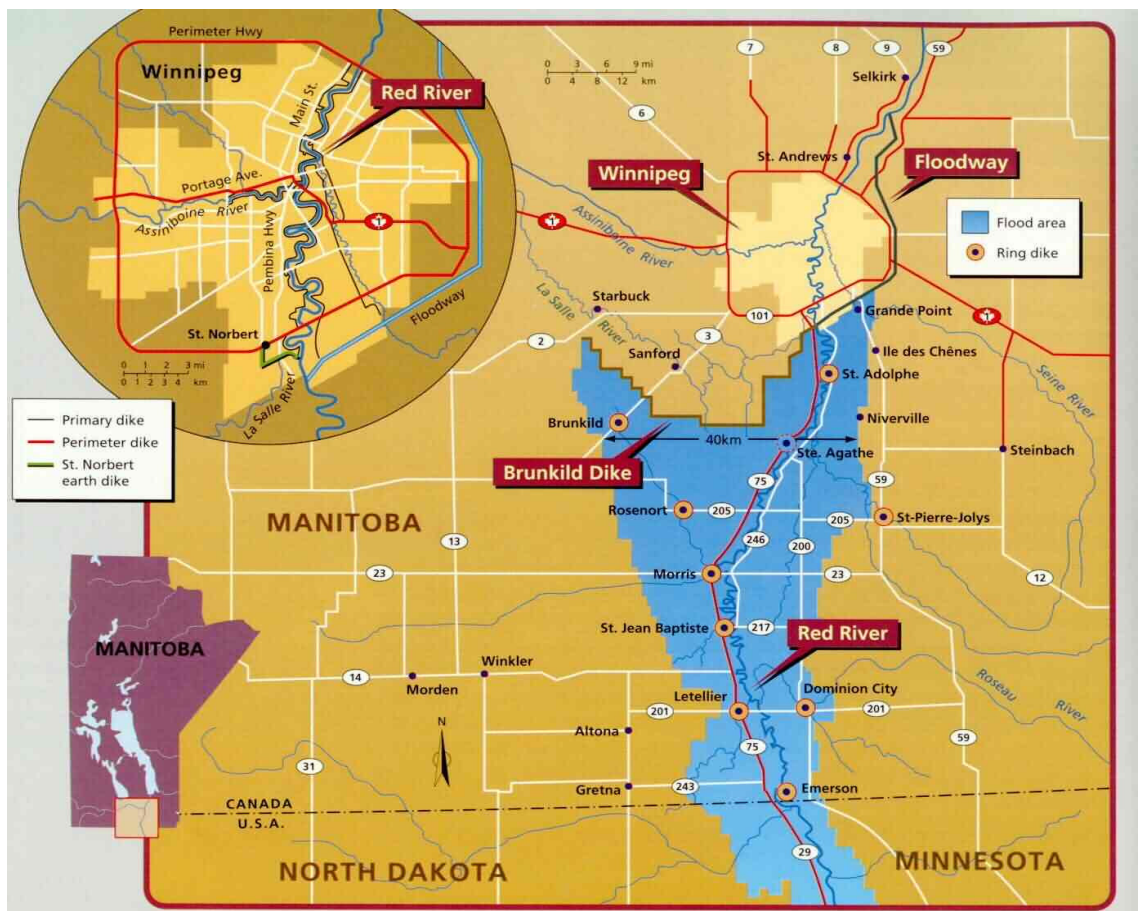 Perimeter Hwy
Winnipeg
Red River
Main St.
Portage Ave.
Assiniboine River
1
Pembina Hwy
Floodway
St. Norbert
La Salle River
0 1 2 3 mi
0 2 4 km
Primary dike
Perimeter dike
St. Norbert
earth dike
0 3 6 9 mi
0 4 8 12 km
7
8
9
59
Selkirk
6
St. Andrews
Winnipeg
Floodway
Flood area
Ring dike
1
Assiniboine River
Starbuck
La Salle River
101
Grande Point
1
2
3
Sanford
Ile des Chênes
St. Adolphe
Seine River
Brunkild
Niverville
40km
Ste. Agathe
Steinbach
Brunkild Dike
75
59
Rosenort
205
205
St-Pierre-Jolys
MANITOBA
13
246
200
23
Morris
23
12
St. Jean Baptiste
217
Red River
MANITOBA
14
Morden
Winkler
Letellier
Dominion City
Roseau River
201
201
N
Altona
75
59
31
Gretna
243
Emerson
CANADA
U.S.A.
NORTH DAKOTA
29
MINNESOTA